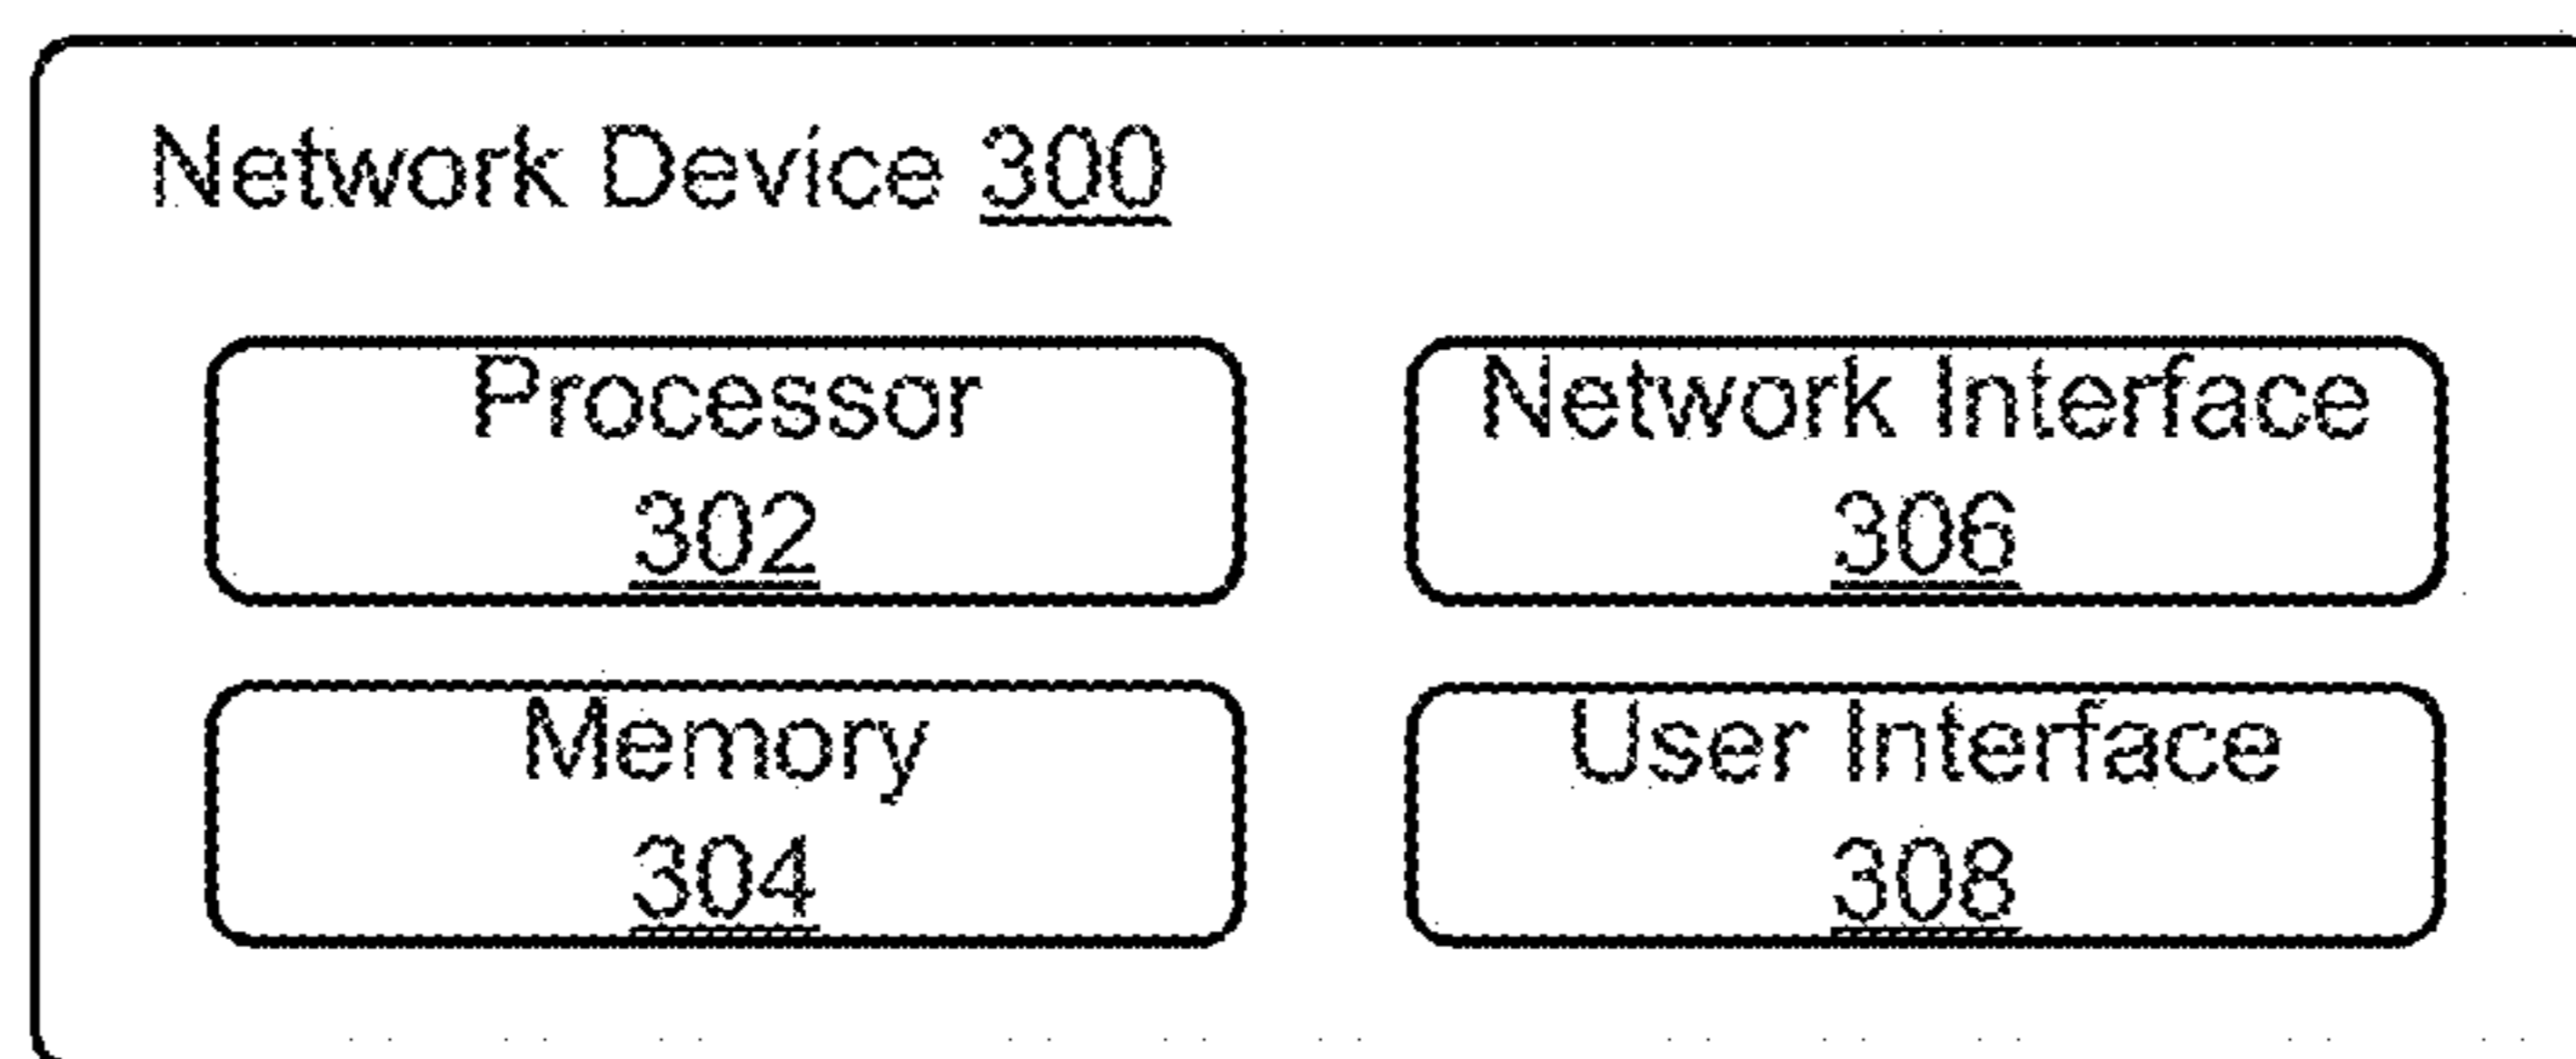 Network Device 300
Processor
302
Network Interface
306
Memory
304
User Interface
308